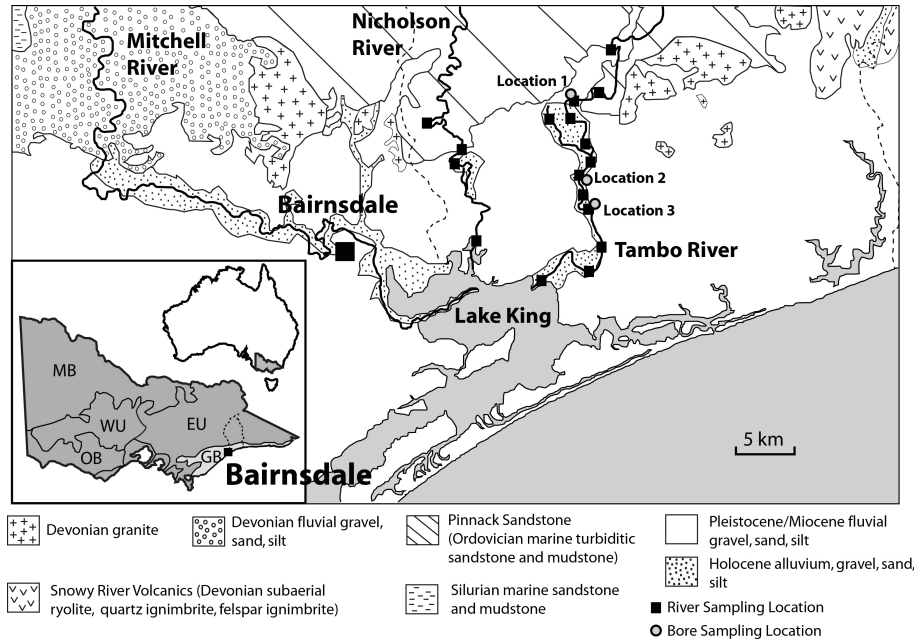 Nicholson
River
Mitchell
River
Location 1
Location 2
Location 3
Bairnsdale
Tambo River
Lake King
5 km
MB
WU
EU
OB
GB
Bairnsdale
Devonian granite
Devonian fluvial gravel,
sand, silt
Pinnack Sandstone
(Ordovician marine turbiditic
sandstone and mudstone)
Pleistocene/Miocene fluvial
gravel, sand, silt
Holocene alluvium, gravel, sand,
silt
Snowy River Volcanics (Devonian subaerial
ryolite, quartz ignimbrite, felspar ignimbrite)
Silurian marine sandstone
and mudstone
River Sampling Location
Bore Sampling Location